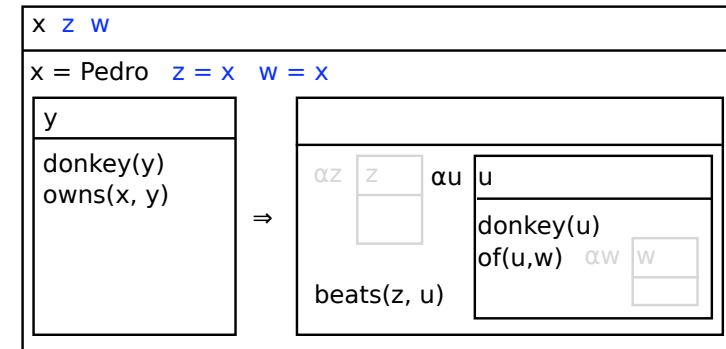 x z w
x = Pedro z = x w = x
y
donkey(y)
owns(x, y)
⇒
αz z αu u
donkey(u)
of(u,w) αw w
beats(z, u)